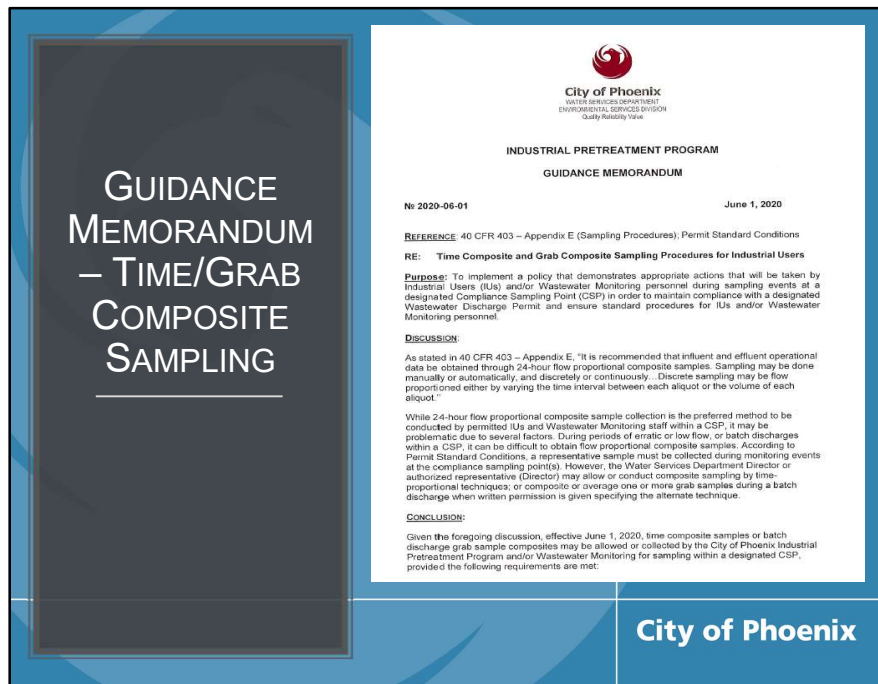 GUIDANCE
MEMORANDUM
– TIME/GRAB
COMPOSITE
SAMPLING
City of Phoenix
WATER SERVICES DEPARTMENT
ENVIRONMENTAL SERVICES DIVISION
Quality Reliability Value
INDUSTRIAL PRETREATMENT PROGRAM
GUIDANCE MEMORANDUM
№ 2020-06-01 June 1, 2020
REFERENCE: 40 CFR 403 – Appendix E (Sampling Procedures); Permit Standard Conditions
RE: Time Composite and Grab Composite Sampling Procedures for Industrial Users
Purpose: To implement a policy that demonstrates appropriate actions that will be taken by
Industrial Users (IUs) and/or Wastewater Monitoring personnel during sampling events at a
designated Compliance Sampling Point (CSP) in order to maintain compliance with a designated
Wastewater Discharge Permit and ensure standard procedures for IUs and/or Wastewater
Monitoring personnel.
DISCUSSION:
As stated in 40 CFR 403 – Appendix E, "It is recommended that influent and effluent operational
data be obtained through 24-hour flow proportional composite samples. Sampling may be done
manually or automatically, and discretely or continuously…Discrete sampling may be flow
proportioned either by varying the time interval between each aliquot or the volume of each
aliquot."
While 24-hour flow proportional composite sample collection is the preferred method to be
conducted by permitted IUs and Wastewater Monitoring staff within a CSP, it may be
problematic due to several factors. During periods of erratic or low flow, or batch discharges
within a CSP, it can be difficult to obtain flow proportional composite samples. According to
Permit Standard Conditions, a representative sample must be collected during monitoring events
at the compliance sampling point(s). However, the Water Services Department Director or
authorized representative (Director) may allow or conduct composite sampling by time-
proportional techniques; or composite or average one or more grab samples during a batch
discharge when written permission is given specifying the alternate technique.
CONCLUSION:
Given the foregoing discussion, effective June 1, 2020, time composite samples or batch
discharge grab sample composites may be allowed or collected by the City of Phoenix Industrial
Pretreatment Program and/or Wastewater Monitoring for sampling within a designated CSP,
provided the following requirements are met:
City of Phoenix